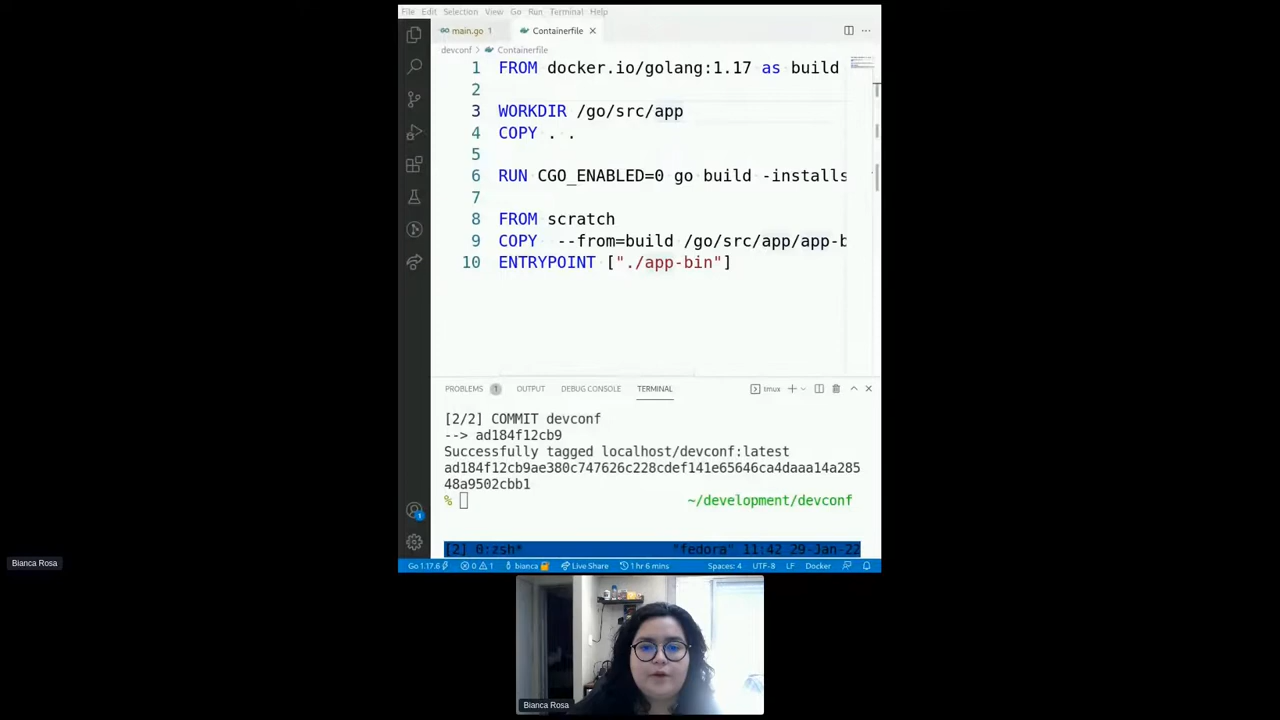 File Edit Selection View Go Run Terminal Help
main.go 1 Containerfile
devconf Containerfile
1 FROM docker.io/golang:1.17 as build
2
3 WORKDIR /go/src/app
4 COPY . .
5
6 RUN CGO_ENABLED=0 go build -installs
7
8 FROM scratch
9 COPY --from=build /go/src/app/app-b
10 ENTRYPOINT ["./app-bin"]
PROBLEMS 1 OUTPUT DEBUG CONSOLE TERMINAL tmux
[2/2] COMMIT devconf
--> ad184f12cb9
Successfully tagged localhost/devconf:latest
ad184f12cb9ae380c747626c228cdef141e65646ca4daaa14a285
48a9502cbb1
% ~/development/devconf
[2] 0:zsh* "fedora" 11:42 29-Jan-22
1
Go 1.17.6 0 1 bianca Live Share 1 hr 6 mins Spaces: 4 UTF-8 LF Docker
Bianca Rosa
Bianca Rosa